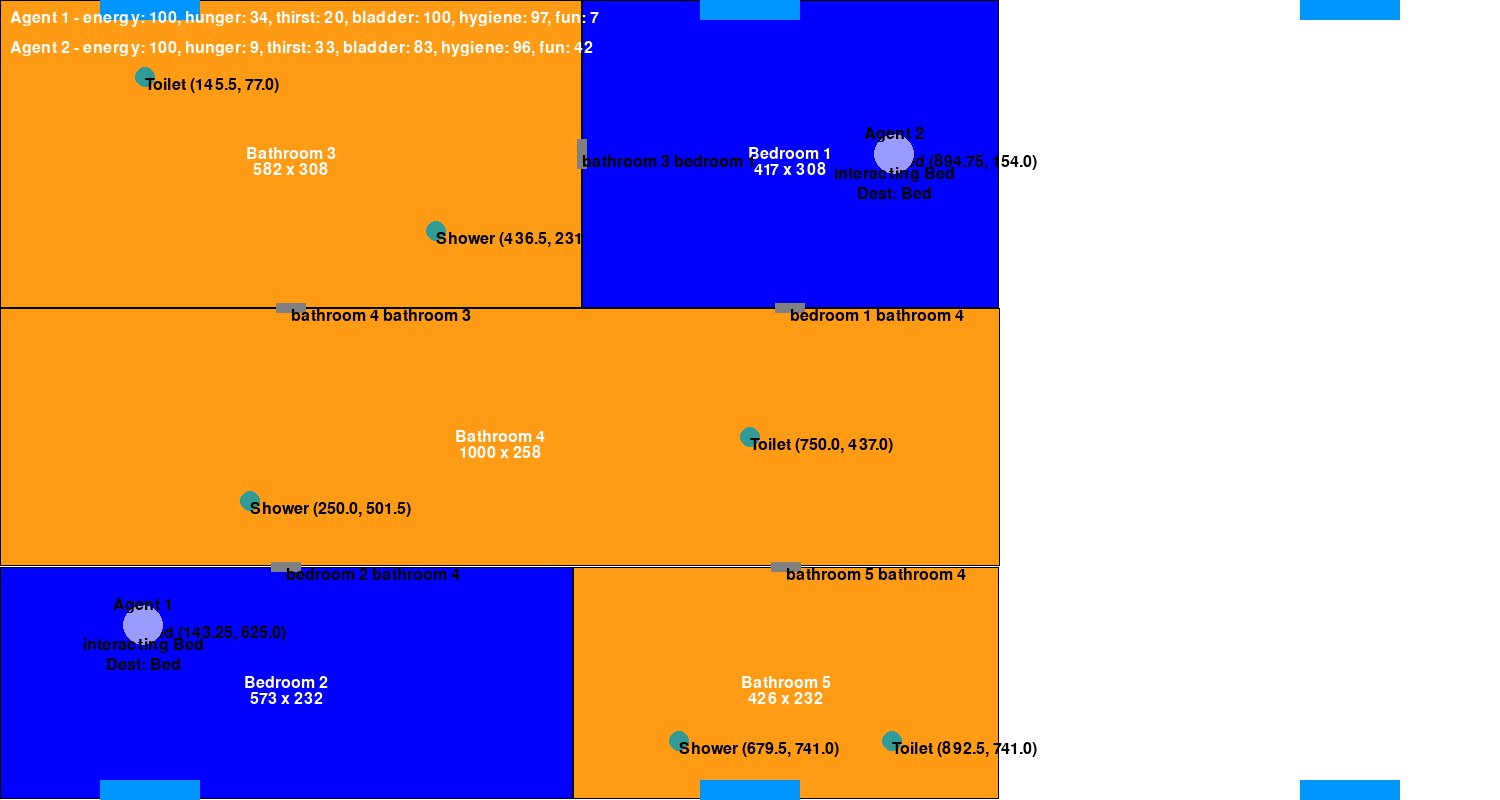 Agent 1 - energy: 100, hunger: 34, thirst: 20, bladder: 100, hygiene: 97, fun: 7
Agent 2 - energy: 100, hunger: 9, thirst: 33, bladder: 83, hygiene: 96, fun: 42
Toilet (145.5, 77.0)
Bathroom 3
582 x 308
Shower (436.5, 231
bathroom 3 bedroom 1
Bedroom 1
417 x 308
Agent 2
d (894.75, 154.0)
interacting Bed
Dest: Bed
bathroom 4 bathroom 3
bedroom 1 bathroom 4
Bathroom 4
1000 x 258
Toilet (750.0, 437.0)
Shower (250.0, 501.5)
bedroom 2 bathroom 4
bathroom 5 bathroom 4
Agent 1
d (143.25, 625.0)
interacting Bed
Dest: Bed
Bedroom 2
573 x 232
Bathroom 5
426 x 232
Shower (679.5, 741.0)
Toilet (892.5, 741.0)